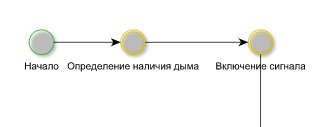 Начало
Определение наличия дыма
Включение сигнала